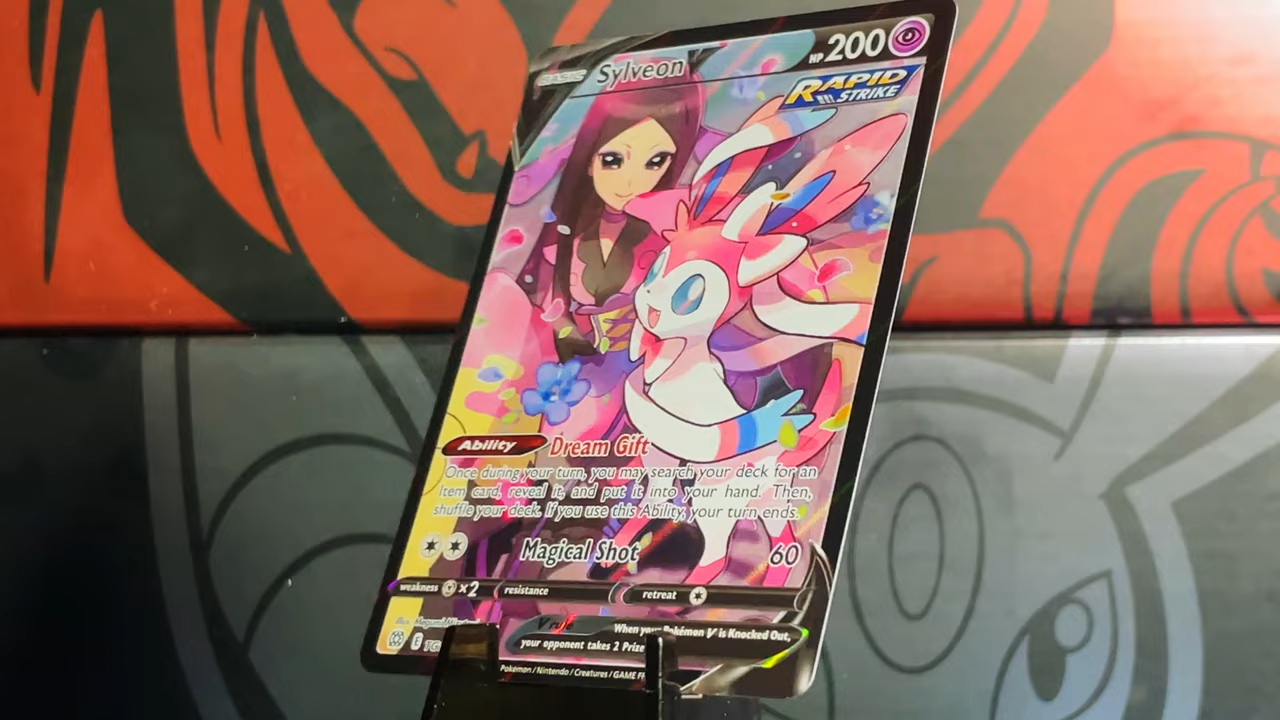 BASIC Sylveon HP 200
RAPID
STRIKE
Ability Dream Gift
Once during your turn, you may search your deck for an
Item card, reveal it, and put it into your hand. Then,
shuffle your deck. If you use this Ability, your turn ends.
Magical Shot 60
weakness ×2 resistance retreat
V rule When your Pokémon V is Knocked Out,
your opponent takes 2 Prize
Illus.
E TG
Pokémon / Nintendo / Creatures / GAME